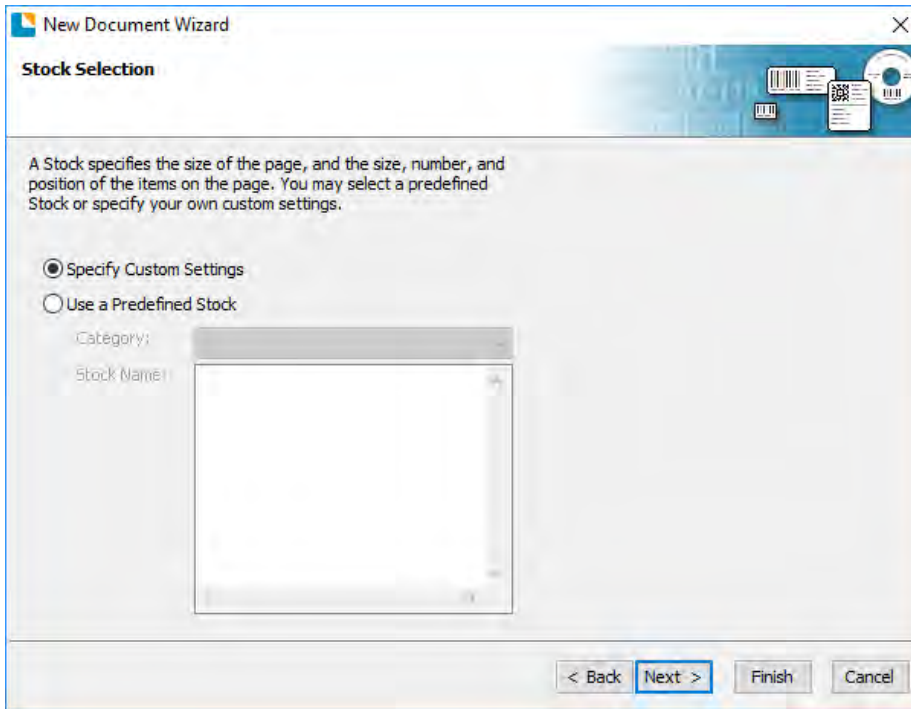 New Document Wizard
Stock Selection
A Stock specifies the size of the page, and the size, number, and
position of the items on the page. You may select a predefined
Stock or specify your own custom settings.
Specify Custom Settings
Use a Predefined Stock
Category:
Stock Name:
< Back Next > Finish Cancel